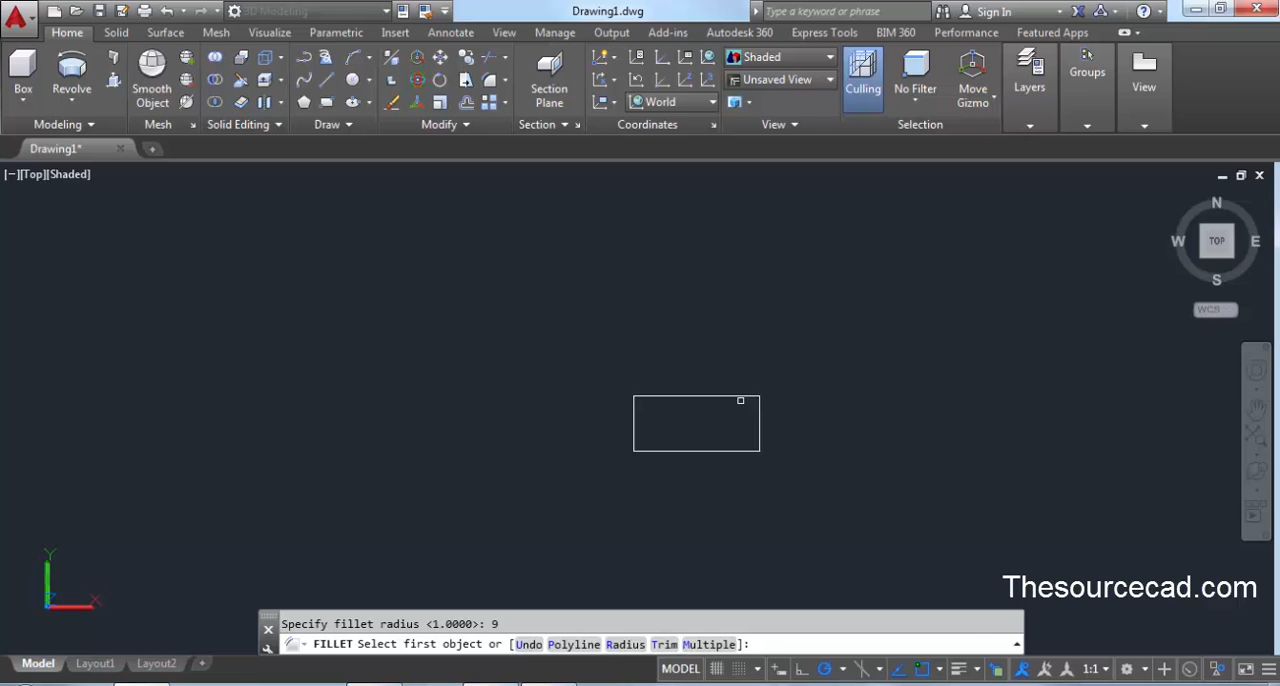 3D Modeling
Drawing1.dwg
Type a keyword or phrase
Sign In
Home Solid Surface Mesh Visualize Parametric Insert Annotate View Manage Output Add-ins Autodesk 360 Express Tools BIM 360 Performance Featured Apps
Shaded
Unsaved View
World
Box Revolve Smooth Object Section Plane Culling No Filter Move Gizmo Layers Groups View
Modeling Mesh Solid Editing Draw Modify Section Coordinates View Selection
Drawing1*
[−][Top][Shaded]
N
W TOP E
S
WCS
Y
X
Thesourcecad.com
Specify fillet radius <1.0000>: 9
FILLET Select first object or [Undo Polyline Radius Trim Multiple]:
Model Layout1 Layout2 +
MODEL 1:1